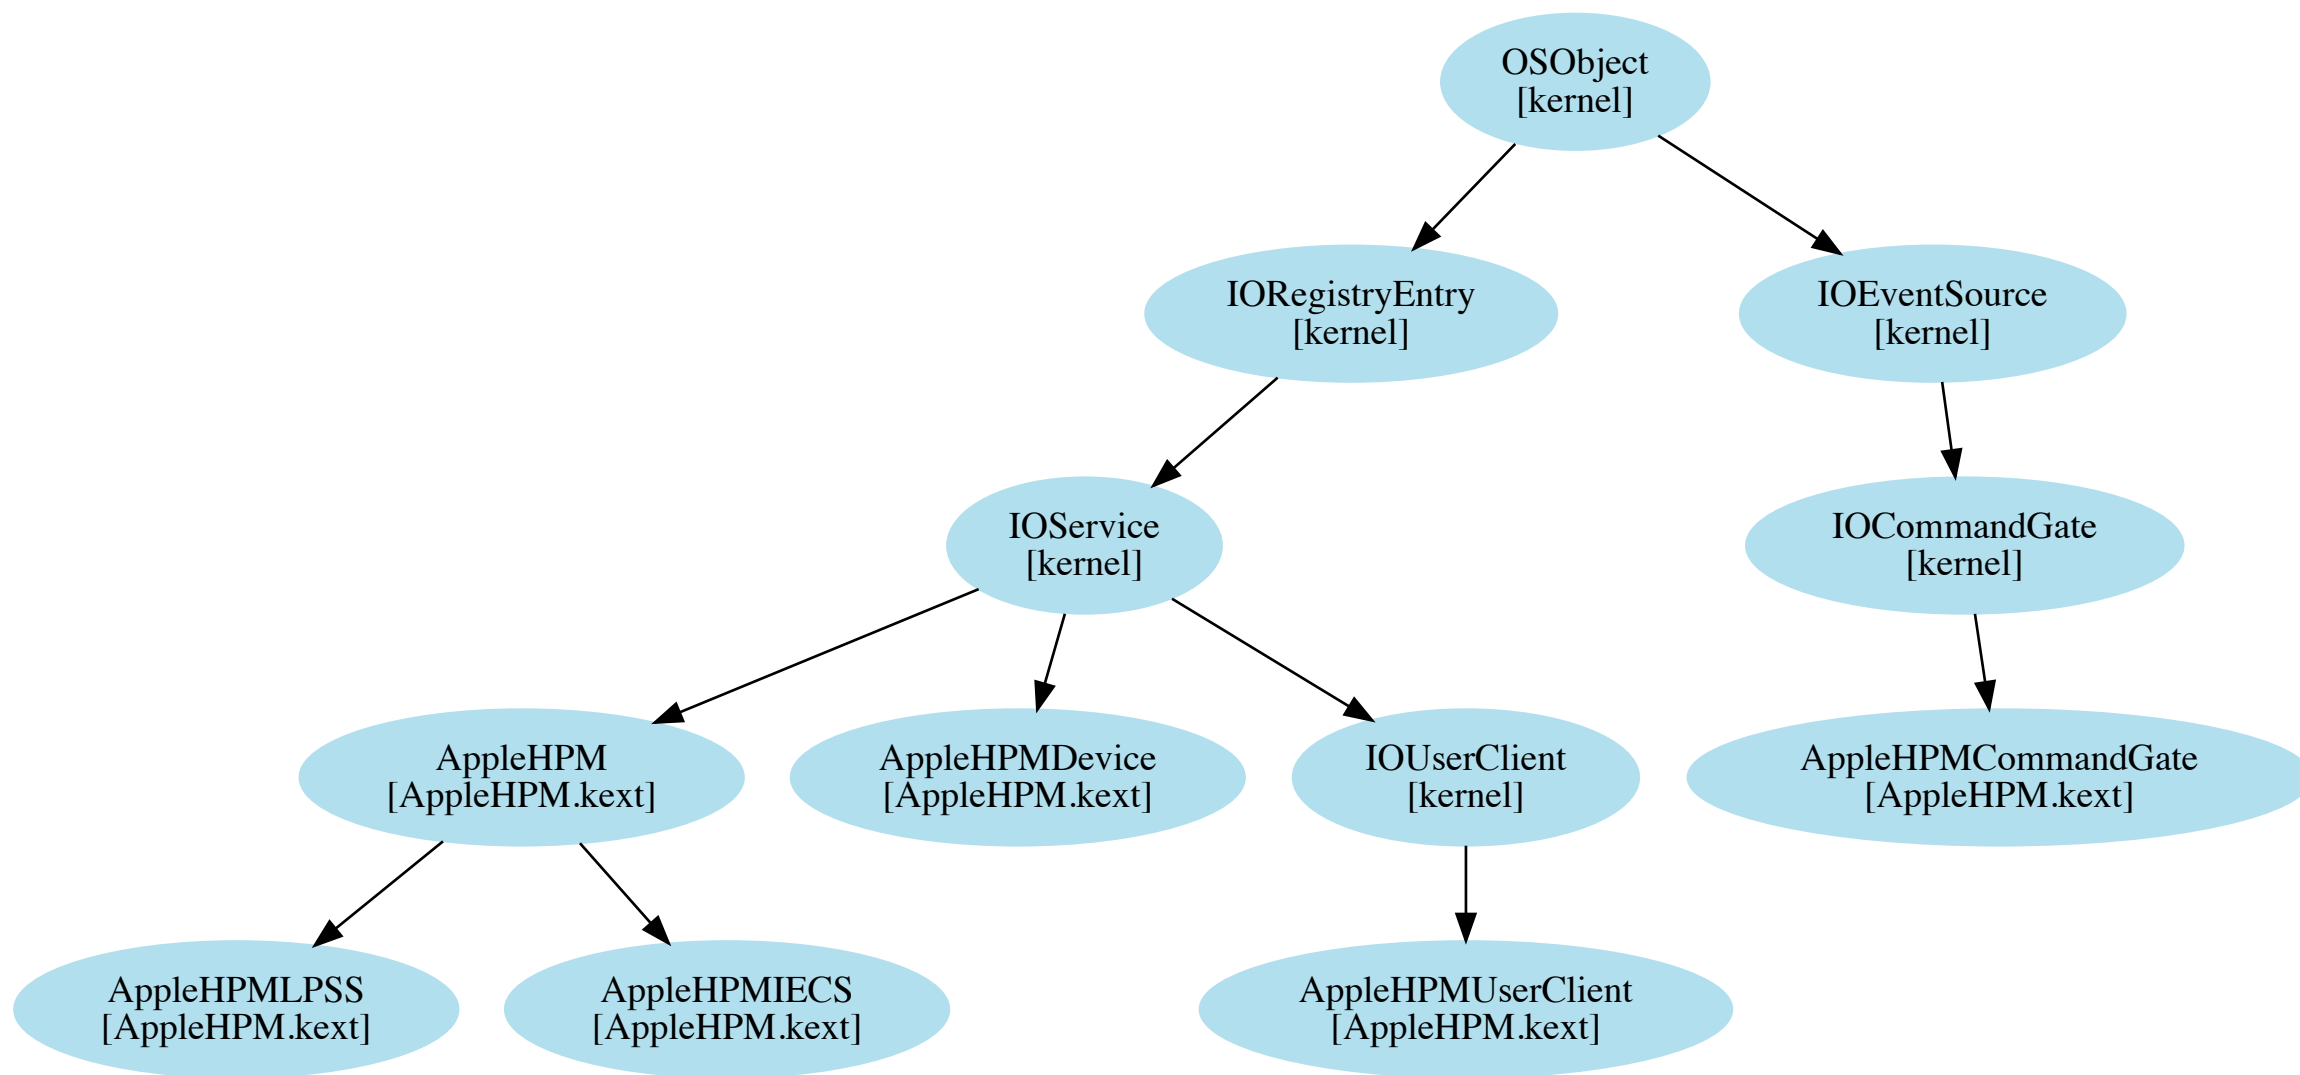 OSObject
[kernel]
IORegistryEntry
[kernel]
IOEventSource
[kernel]
IOService
[kernel]
IOCommandGate
[kernel]
AppleHPM
[AppleHPM.kext]
AppleHPMDevice
[AppleHPM.kext]
IOUserClient
[kernel]
AppleHPMCommandGate
[AppleHPM.kext]
AppleHPMLPSS
[AppleHPM.kext]
AppleHPMIECS
[AppleHPM.kext]
AppleHPMUserClient
[AppleHPM.kext]